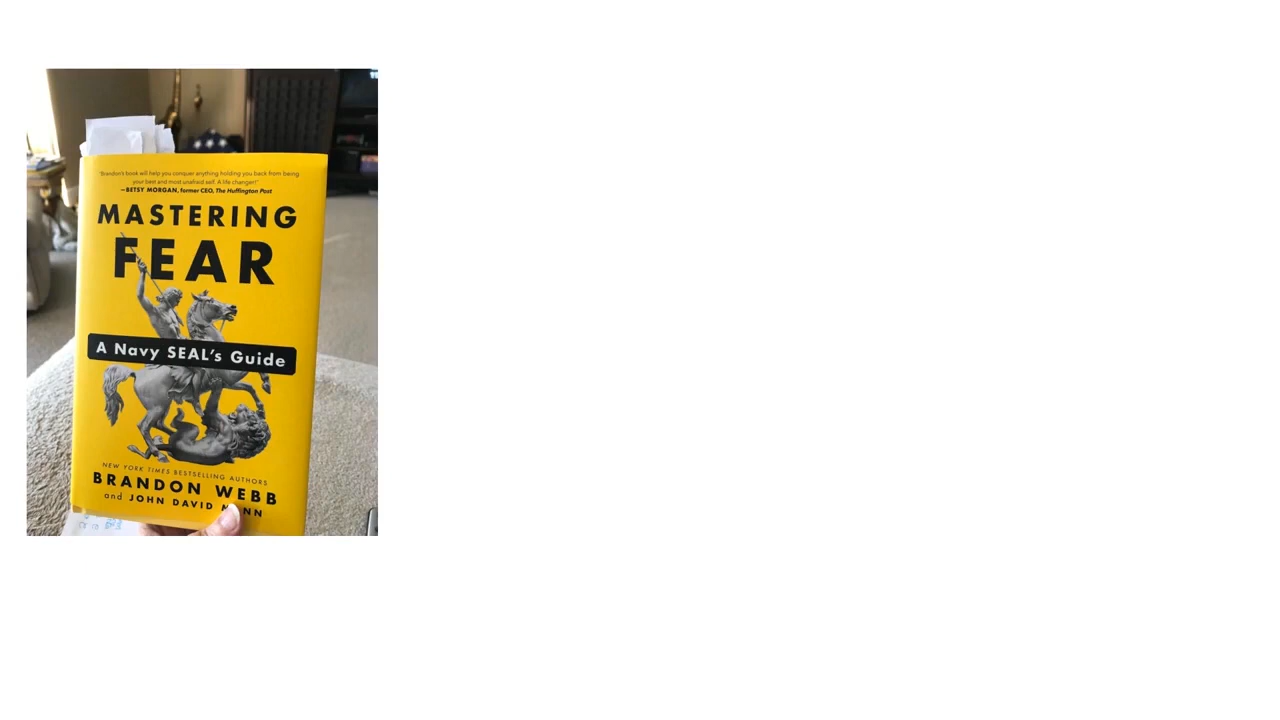 "Brandon's book will help you conquer anything holding you back from being
your best and most unafraid self. A life changer!"
—BETSY MORGAN, former CEO, The Huffington Post
MASTERING
FEAR
A Navy SEAL's Guide
NEW YORK TIMES BESTSELLING AUTHORS
BRANDON WEBB
and JOHN DAVID M NN